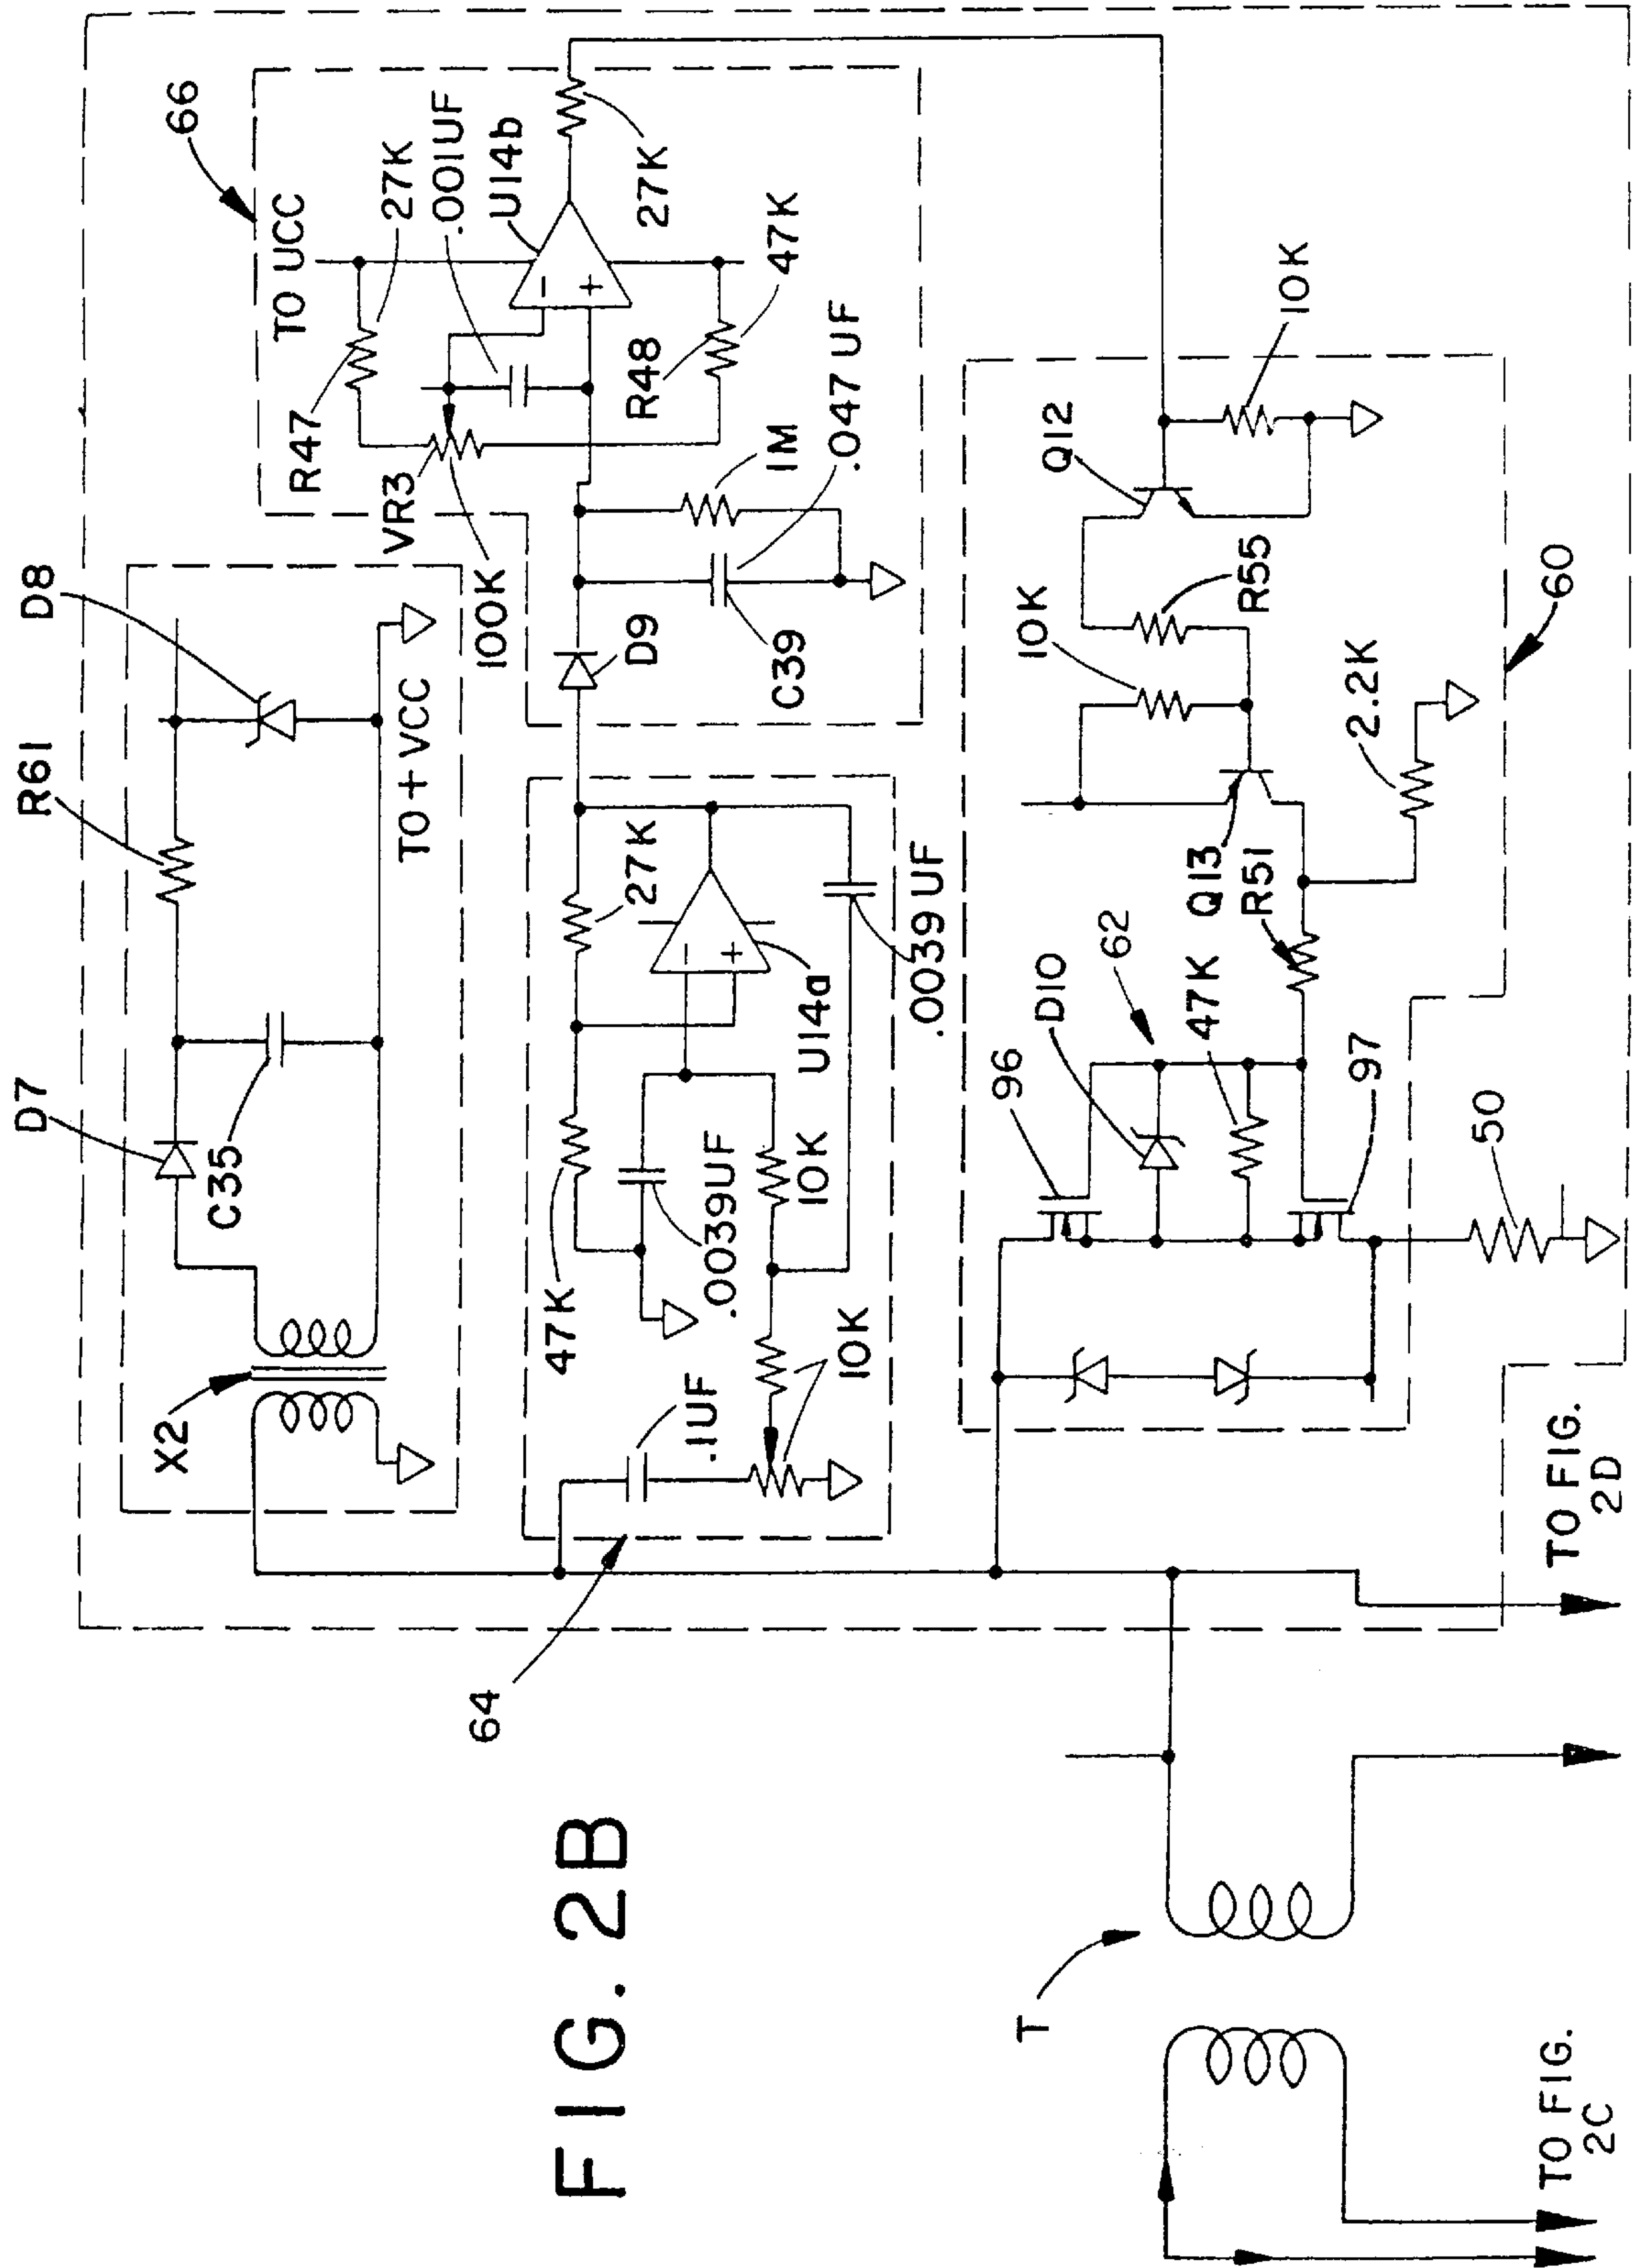 FIG. 2B
66
TO UCC
27K
.001UF
U14b
R47
VR3
100K
27K
R48
47K
1M
.047 UF
D9
C39
D8
R61
TO + VCC
D7
C35
X2
27K
U14a
.0039UF
47K
.0039UF
10K
10K
.1UF
64
10K
Q12
R55
10K
60
2.2K
Q13
R51
62
47K
D10
96
97
50
TO FIG.
2D
T
TO FIG.
2C